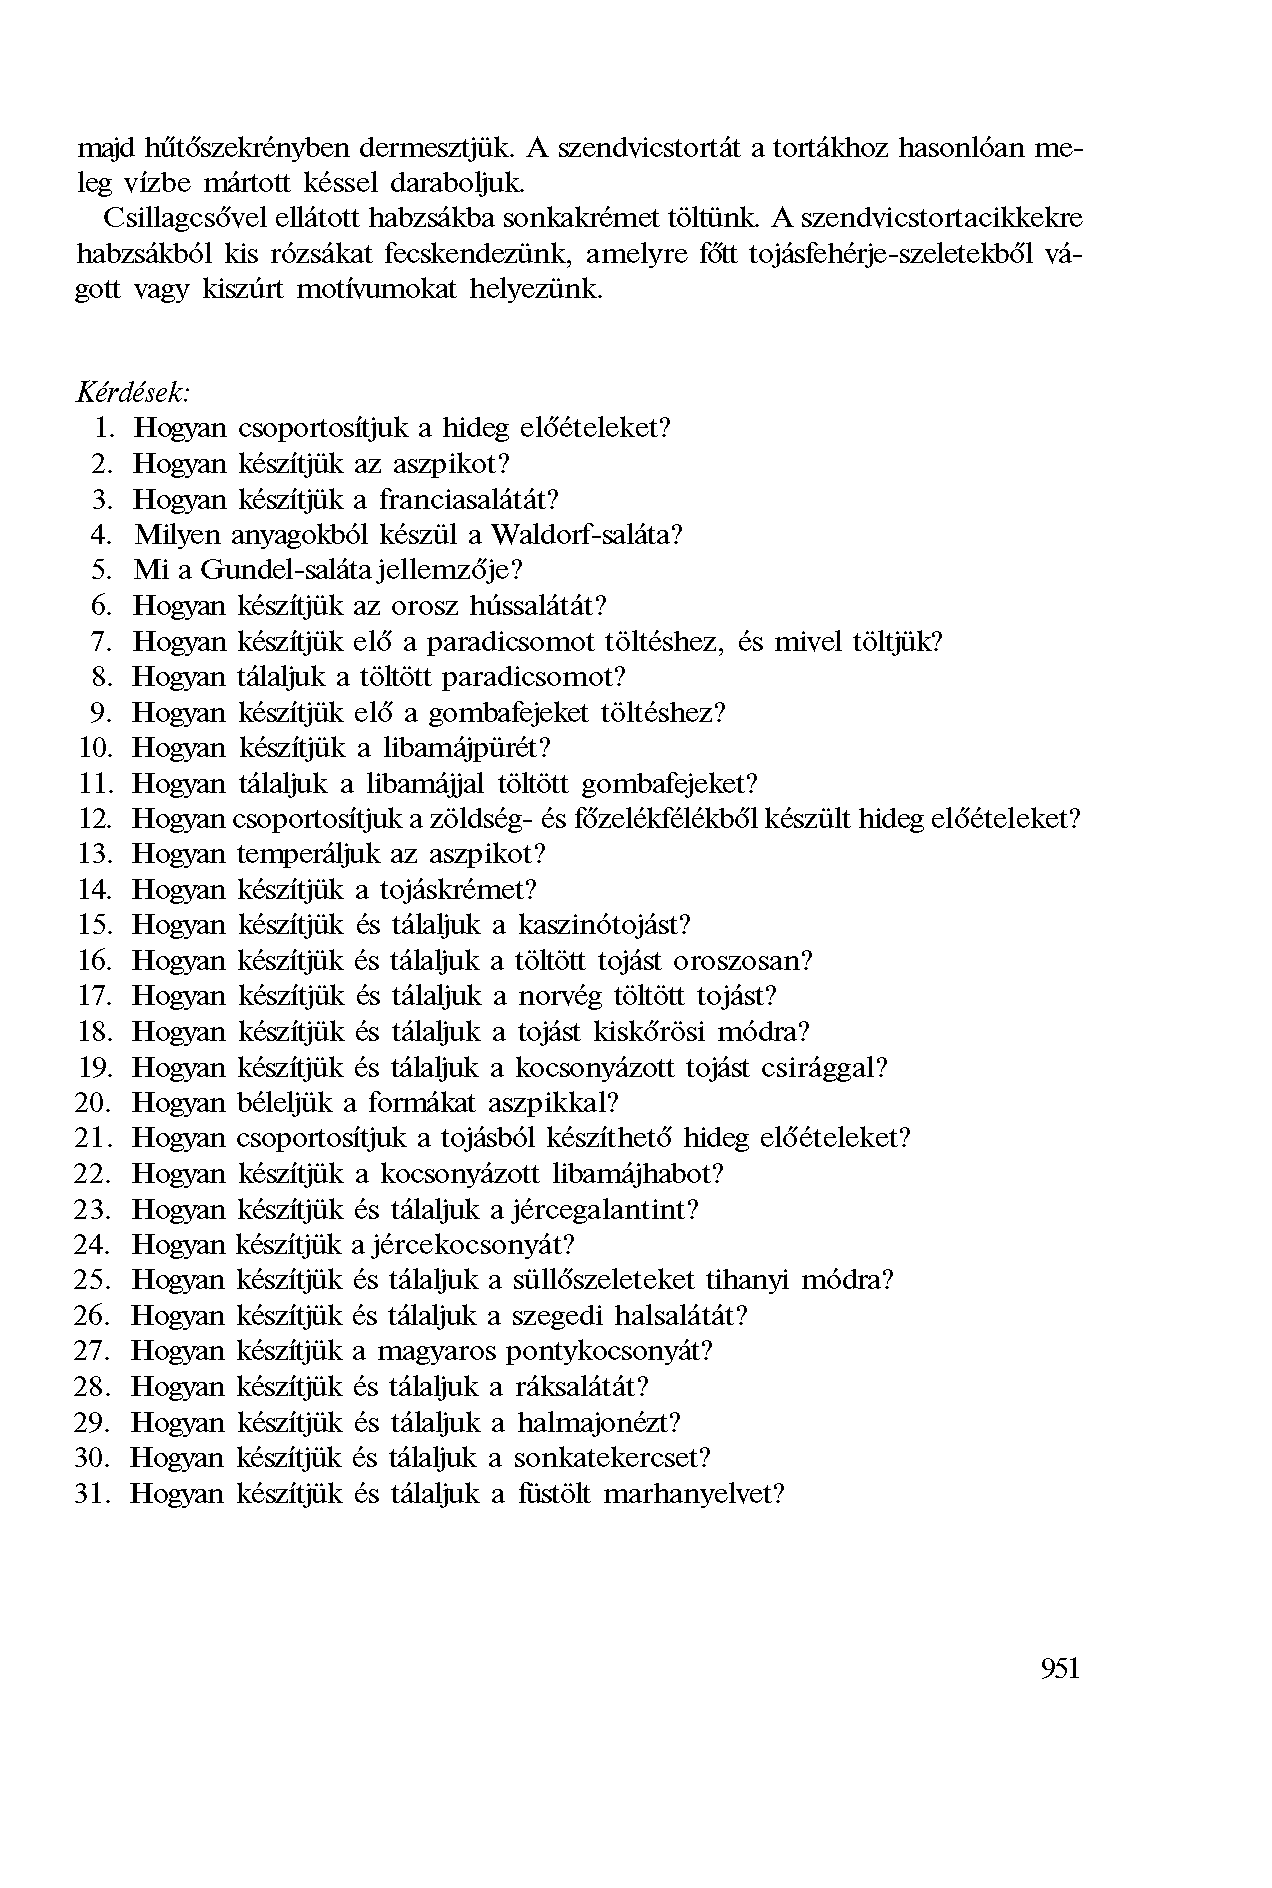 majd hűtőszekrényben dermesztjük. A szendvicstortát a tortákhoz hasonlóan me-
leg vízbe mártott késsel daraboljuk.
Csillagcsővel ellátott habzsákba sonkakrémet töltünk. A szendvicstortacikkekre
habzsákból kis rózsákat fecskendezünk, amelyre főtt tojásfehérje-szeletekből vá-
gott vagy kiszúrt motívumokat helyezünk.
Kérdések:
1. Hogyan csoportosítjuk a hideg előételeket?
2. Hogyan készítjük az aszpikot?
3. Hogyan készítjük a franciasalátát?
4. Milyen anyagokból készül a Waldorf-saláta?
5. Mi a Gundel-saláta jellemzője?
6. Hogyan készítjük az orosz hússalátát?
7. Hogyan készítjük elő a paradicsomot töltéshez, és mivel töltjük?
8. Hogyan tálaljuk a töltött paradicsomot?
9. Hogyan készítjük elő a gombafejeket töltéshez?
10. Hogyan készítjük a libamájpürét?
11. Hogyan tálaljuk a libamájjal töltött gombafejeket?
12. Hogyan csoportosítjuk a zöldség- és főzelékfélékből készült hideg előételeket?
13. Hogyan temperáljuk az aszpikot?
14. Hogyan készítjük a tojáskrémet?
15. Hogyan készítjük és tálaljuk a kaszinótojást?
16. Hogyan készítjük és tálaljuk a töltött tojást oroszosan?
17. Hogyan készítjük és tálaljuk a norvég töltött tojást?
18. Hogyan készítjük és tálaljuk a tojást kiskőrösi módra?
19. Hogyan készítjük és tálaljuk a kocsonyázott tojást csirággal?
20. Hogyan béleljük a formákat aszpikkal?
21. Hogyan csoportosítjuk a tojásból készíthető hideg előételeket?
22. Hogyan készítjük a kocsonyázott libamájhabot?
23. Hogyan készítjük és tálaljuk a jércegalantint?
24. Hogyan készítjük a jércekocsonyát?
25. Hogyan készítjük és tálaljuk a süllőszeleteket tihanyi módra?
26. Hogyan készítjük és tálaljuk a szegedi halsalátát?
27. Hogyan készítjük a magyaros pontykocsonyát?
28. Hogyan készítjük és tálaljuk a ráksalátát?
29. Hogyan készítjük és tálaljuk a halmajonézt?
30. Hogyan készítjük és tálaljuk a sonkatekercset?
31. Hogyan készítjük és tálaljuk a füstölt marhanyelvet?
951